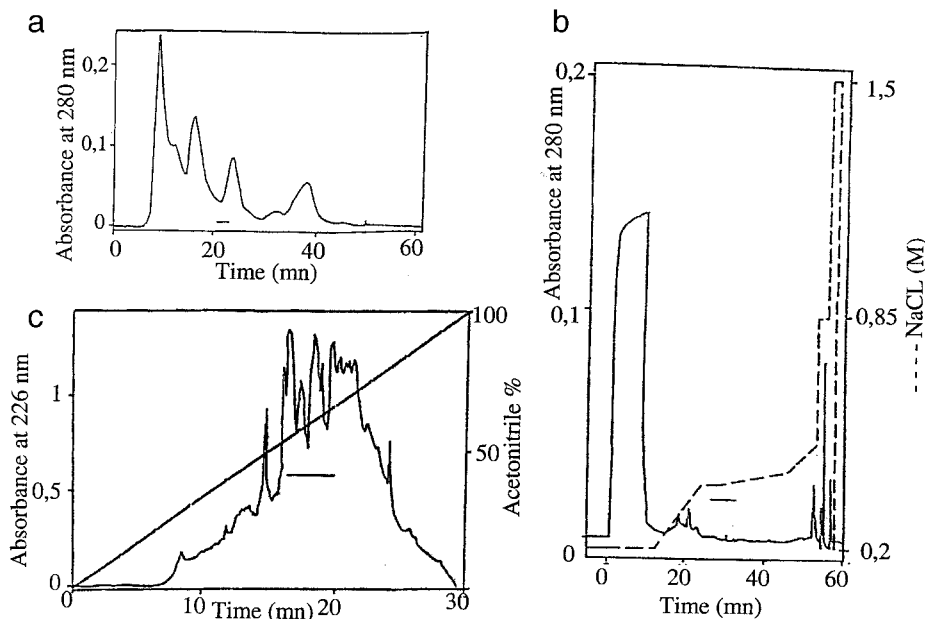 a
Absorbance at 280 nm
0,2
0,1
0
0
20
40
60
Time (mn)
b
Absorbance at 280 nm
0,2
0,1
0
1,5
0,85
0,2
- - - NaCL (M)
0
20
40
60
Time (mn)
c
Absorbance at 226 nm
1
0,5
0
100
50
Acetonitrile %
0
10
20
30
Time (mn)